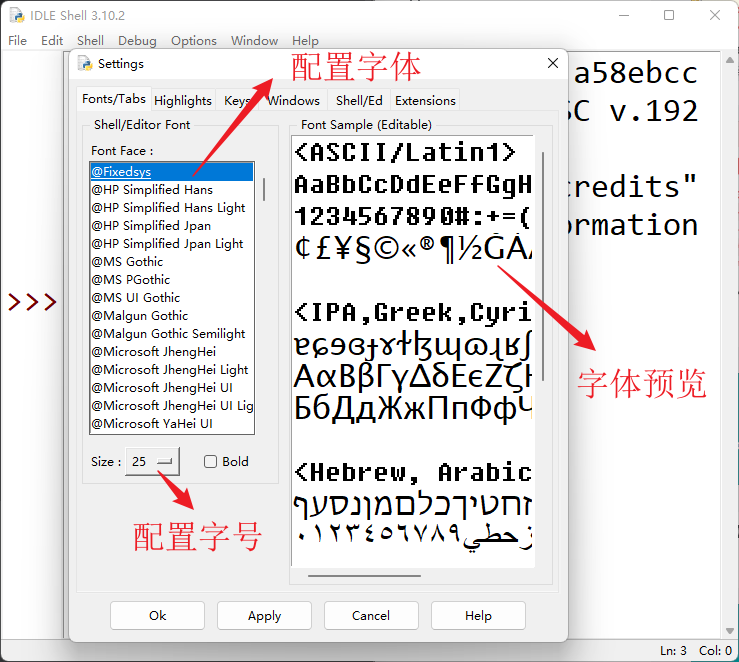 IDLE Shell 3.10.2
File Edit Shell Debug Options Window Help
a58ebcc
SC v.192
credits"
ormation
>>>
Settings
配置字体
Fonts/Tabs Highlights Keys Windows Shell/Ed Extensions
Shell/Editor Font
Font Face :
@Fixedsys
@HP Simplified Hans
@HP Simplified Hans Light
@HP Simplified Jpan
@HP Simplified Jpan Light
@MS Gothic
@MS PGothic
@MS UI Gothic
@Malgun Gothic
@Malgun Gothic Semilight
@Microsoft JhengHei
@Microsoft JhengHei Light
@Microsoft JhengHei UI
@Microsoft JhengHei UI Lig
@Microsoft YaHei UI
Size : 25 Bold
配置字号
Font Sample (Editable)
<ASCII/Latin1>
AaBbCcDdEeFfGgH
1234567890#:+=(
¢£¥§©«®¶½ĞÀ
<IPA,Greek,Cyri
ɐɕɘɞɟɤɫɮɰɷɻʁʃ
ΑαΒβΓγΔδΕεΖζ
БбДдЖжПпФфЧ
字体预览
<Hebrew, Arabic
זחטיךכלםמןנסעף
٠١٢٣٤٥٦٧٨٩
Ok Apply Cancel Help
Ln: 3 Col: 0